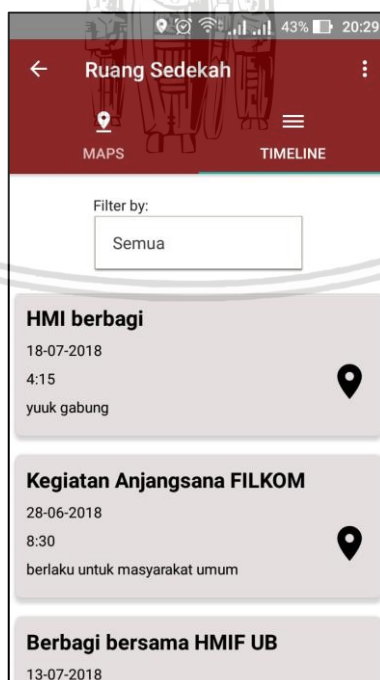 43% 20:29
Ruang Sedekah
MAPS TIMELINE
Filter by:
Semua
HMI berbagi
18-07-2018
4:15
yuuk gabung
Kegiatan Anjangsana FILKOM
28-06-2018
8:30
berlaku untuk masyarakat umum
Berbagi bersama HMIF UB
13-07-2018